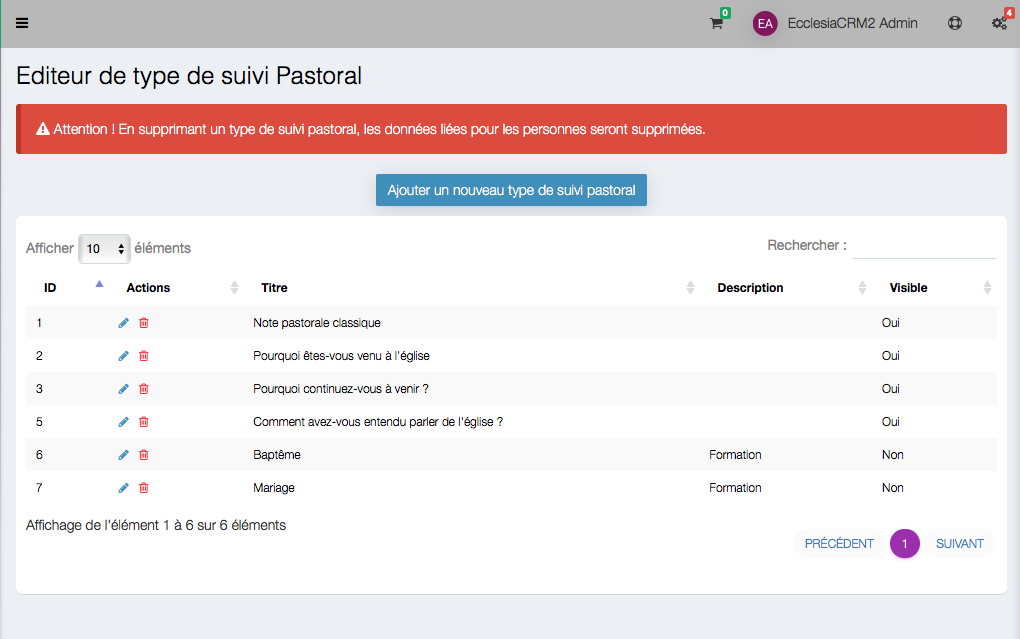 0
EA EcclesiaCRM2 Admin
4
Editeur de type de suivi Pastoral
Attention ! En supprimant un type de suivi pastoral, les données liées pour les personnes seront supprimées.
Ajouter un nouveau type de suivi pastoral
Afficher 10 éléments
Rechercher :
ID Actions Titre Description Visible
1 Note pastorale classique Oui
2 Pourquoi êtes-vous venu à l'église Oui
3 Pourquoi continuez-vous à venir ? Oui
5 Comment avez-vous entendu parler de l'église ? Oui
6 Baptême Formation Non
7 Mariage Formation Non
Affichage de l'élément 1 à 6 sur 6 éléments
PRÉCÉDENT 1 SUIVANT